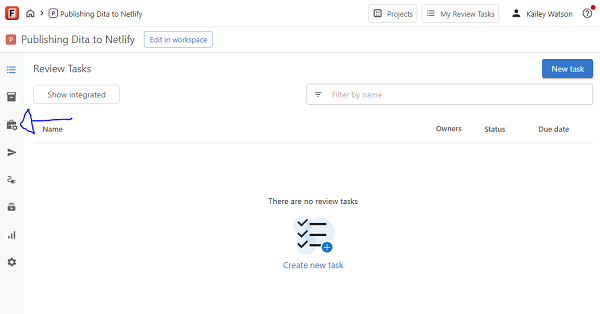 F > P Publishing Dita to Netlify Projects My Review Tasks Kailey Watson
P Publishing Dita to Netlify Edit in workspace
Review Tasks New task
Show integrated Filter by name
Name Owners Status Due date
There are no review tasks
Create new task